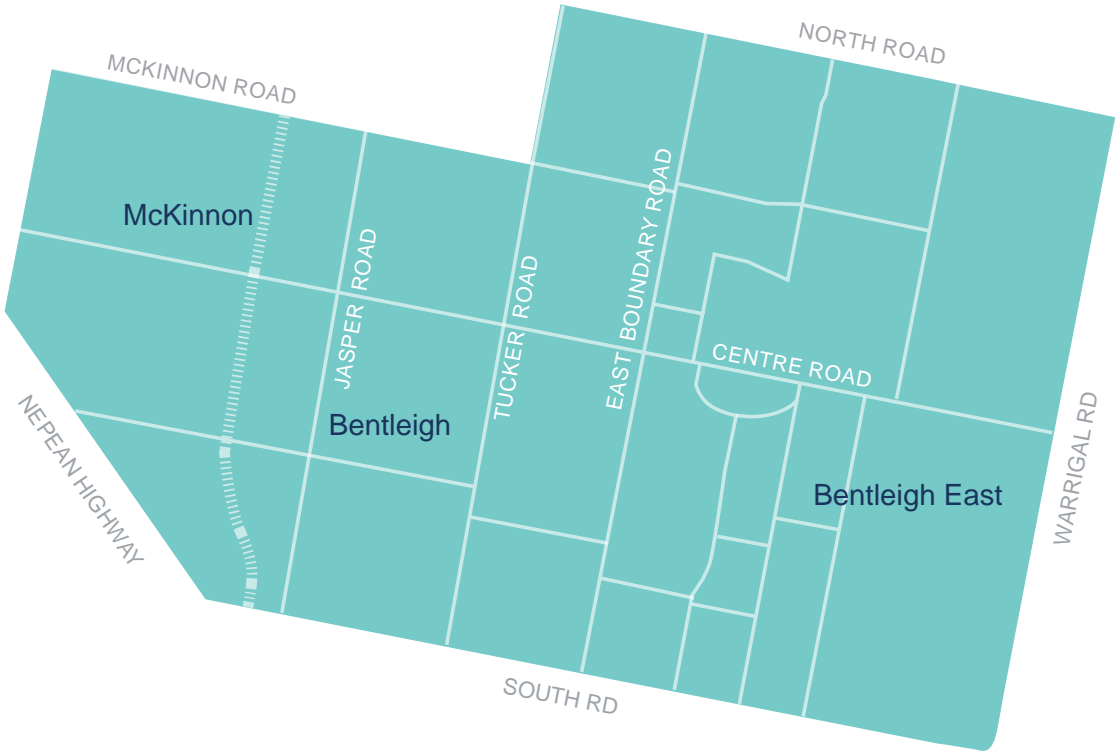 NORTH ROAD
MCKINNON ROAD
McKinnon
JASPER ROAD
TUCKER ROAD
EAST BOUNDARY ROAD
CENTRE ROAD
Bentleigh
Bentleigh East
NEPEAN HIGHWAY
WARRIGAL RD
SOUTH RD